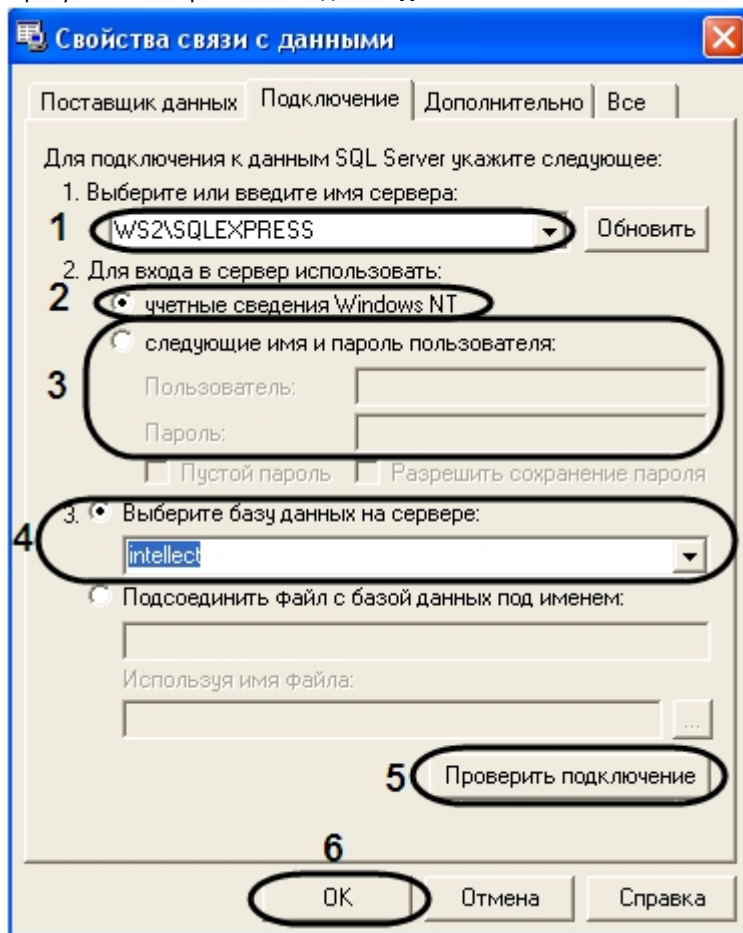 Свойства связи с данными
Поставщик данных Подключение Дополнительно Все
Для подключения к данным SQL Server укажите следующее:
1. Выберите или введите имя сервера:
1 WS2\SQLEXPRESS Обновить
2. Для входа в сервер использовать:
2 учетные сведения Windows NT
следующие имя и пароль пользователя:
3 Пользователь:
Пароль:
Пустой пароль Разрешить сохранение пароля
3. Выберите базу данных на сервере:
4 intellect
Подсоединить файл с базой данных под именем:
Используя имя файла:
...
5 Проверить подключение
6
OK Отмена Справка